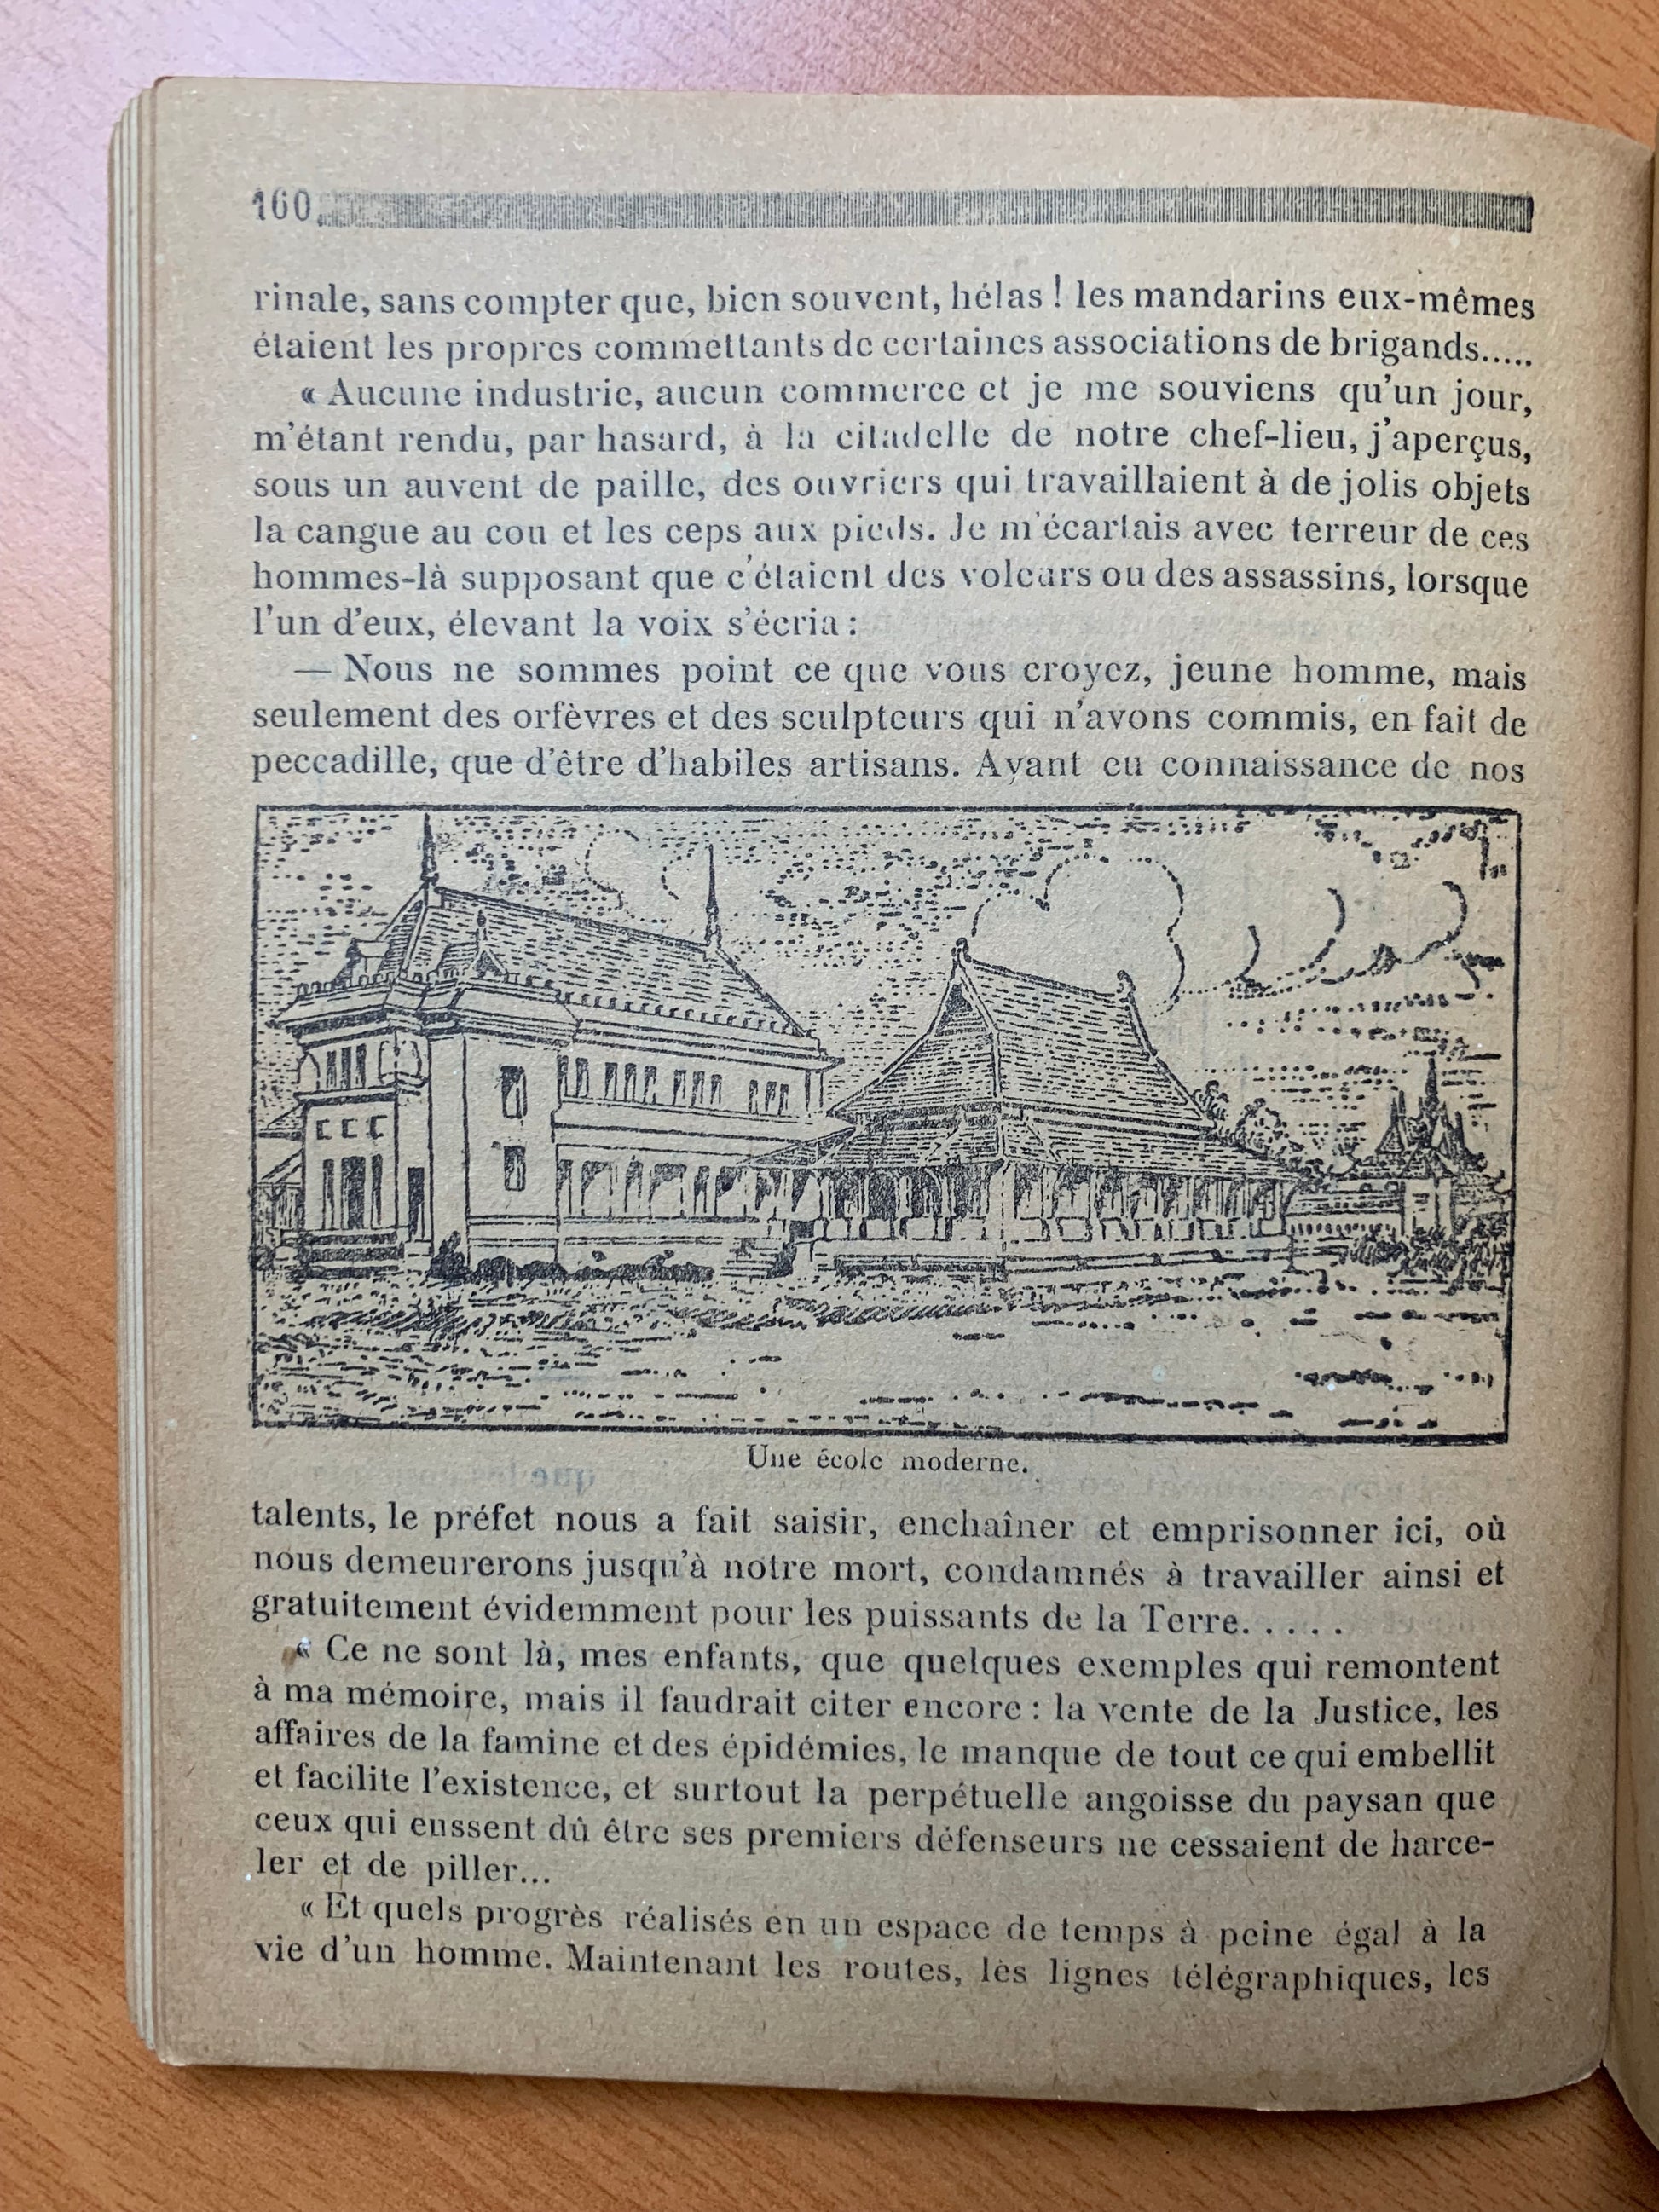 160
rinale, sans compter que, bien souvent, hélas ! les mandarins eux-mêmes
étaient les propres commettants de certaines associations de brigands.....
« Aucune industrie, aucun commerce et je me souviens qu'un jour,
m'étant rendu, par hasard, à la citadelle de notre chef-lieu, j'aperçus,
sous un auvent de paille, des ouvriers qui travaillaient à de jolis objets
la cangue au cou et les ceps aux pieds. Je m'écartais avec terreur de ces
hommes-là supposant que c'étaient des voleurs ou des assassins, lorsque
l'un d'eux, élevant la voix s'écria :
— Nous ne sommes point ce que vous croyez, jeune homme, mais
seulement des orfèvres et des sculpteurs qui n'avons commis, en fait de
peccadille, que d'être d'habiles artisans. Ayant eu connaissance de nos
Une école moderne.
talents, le préfet nous a fait saisir, enchaîner et emprisonner ici, où
nous demeurerons jusqu'à notre mort, condamnés à travailler ainsi et
gratuitement évidemment pour les puissants de la Terre.....
« Ce ne sont là, mes enfants, que quelques exemples qui remontent
à ma mémoire, mais il faudrait citer encore : la vente de la Justice, les
affaires de la famine et des épidémies, le manque de tout ce qui embellit
et facilite l'existence, et surtout la perpétuelle angoisse du paysan que
ceux qui eussent dû être ses premiers défenseurs ne cessaient de harce-
ler et de piller...
« Et quels progrès réalisés en un espace de temps à peine égal à la
vie d'un homme. Maintenant les routes, les lignes télégraphiques, les